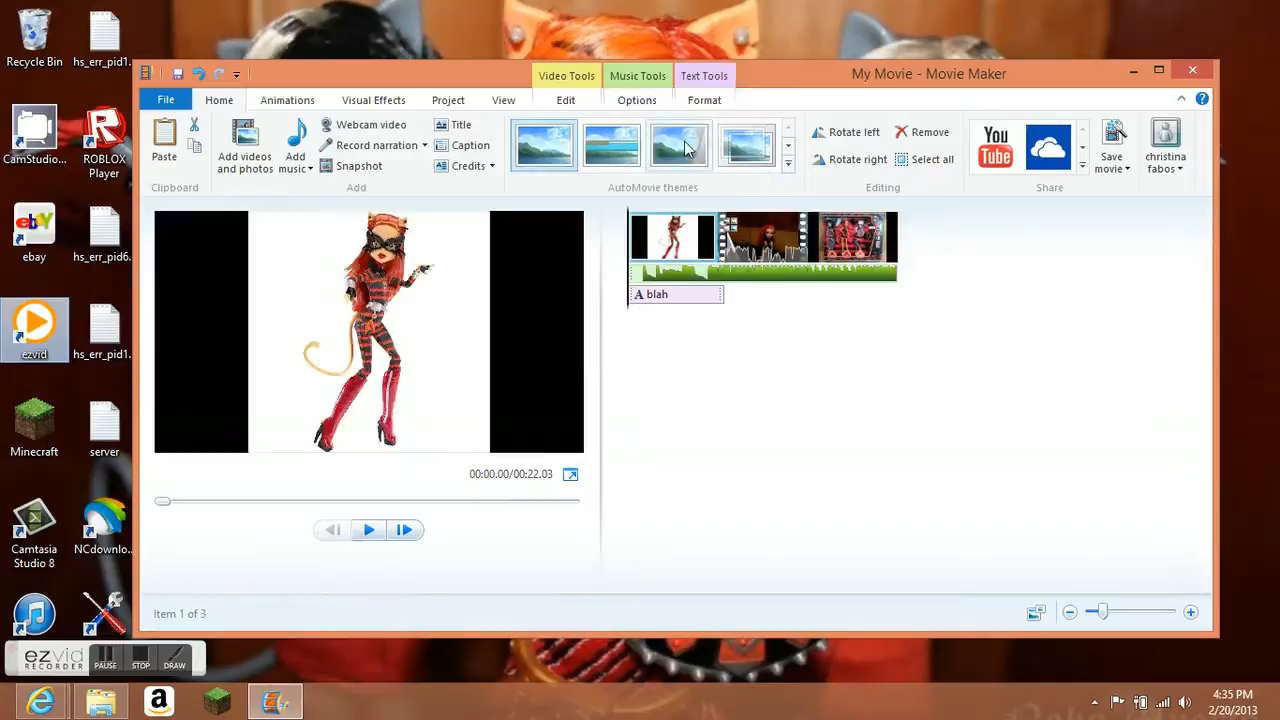 Recycle Bin
hs_err_pid1...
CamStudio...
ROBLOX Player
ebay
hs_err_pid6...
ezvid
hs_err_pid1...
Minecraft
server
Camtasia Studio 8
NCdownlo...
My Movie - Movie Maker
Video Tools
Music Tools
Text Tools
File
Home
Animations
Visual Effects
Project
View
Edit
Options
Format
Paste
Clipboard
Add videos and photos
Add music
Webcam video
Record narration
Snapshot
Title
Caption
Credits
Add
AutoMovie themes
Rotate left
Rotate right
Remove
Select all
Editing
You Tube
Share
Save movie
christina fabos
A blah
00:00.00/00:22.03
Item 1 of 3
ezvid
RECORDER
PAUSE
STOP
DRAW
4:35 PM
2/20/2013